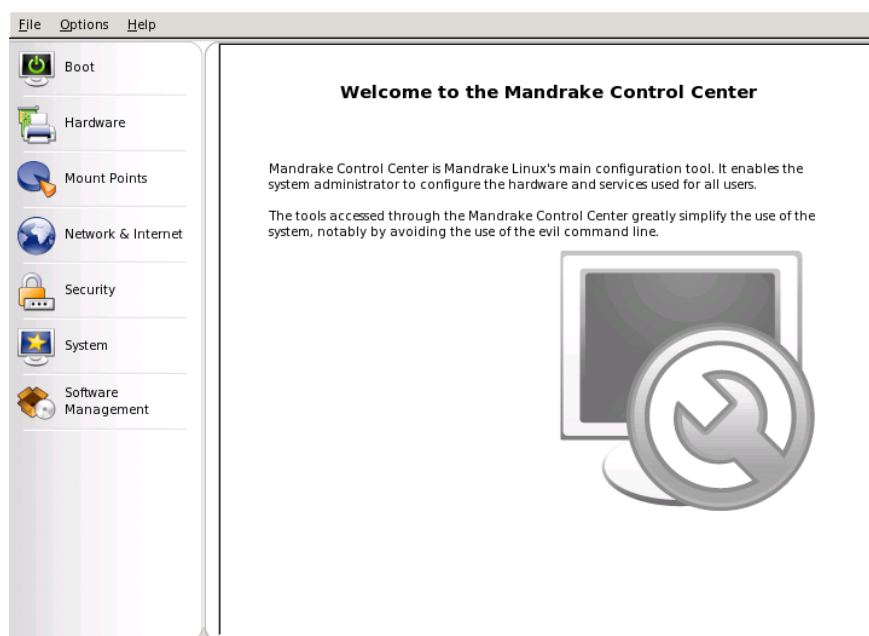 File Options Help
Boot
Hardware
Mount Points
Network & Internet
Security
System
Software
Management
Welcome to the Mandrake Control Center
Mandrake Control Center is Mandrake Linux's main configuration tool. It enables the
system administrator to configure the hardware and services used for all users.
The tools accessed through the Mandrake Control Center greatly simplify the use of the
system, notably by avoiding the use of the evil command line.